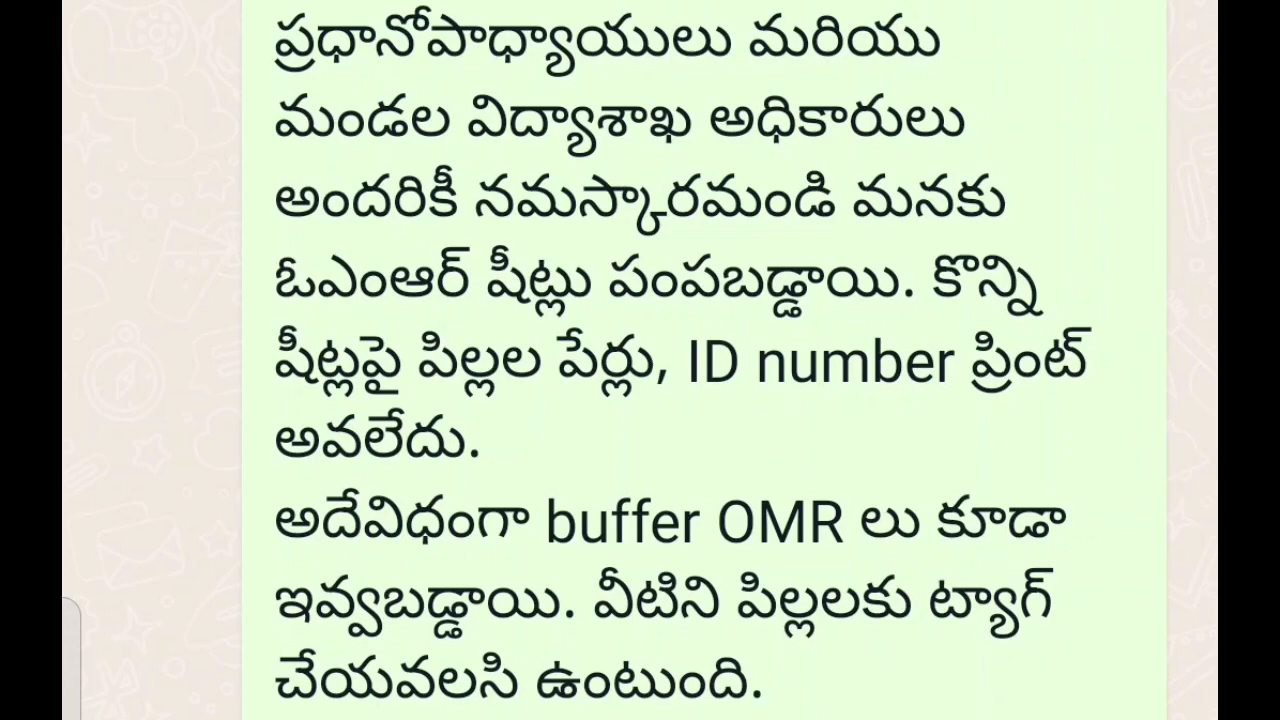 ప్రధానోపాధ్యాయులు మరియు
మండల విద్యాశాఖ అధికారులు
అందరికీ నమస్కారమండి మనకు
ఓఎంఆర్ షీట్లు పంపబడ్డాయి. కొన్ని
షీట్లపై పిల్లల పేర్లు, ID number ప్రింట్
అవలేదు.
అదేవిధంగా buffer OMR లు కూడా
ఇవ్వబడ్డాయి. వీటిని పిల్లలకు ట్యాగ్
చేయవలసి ఉంటుంది.